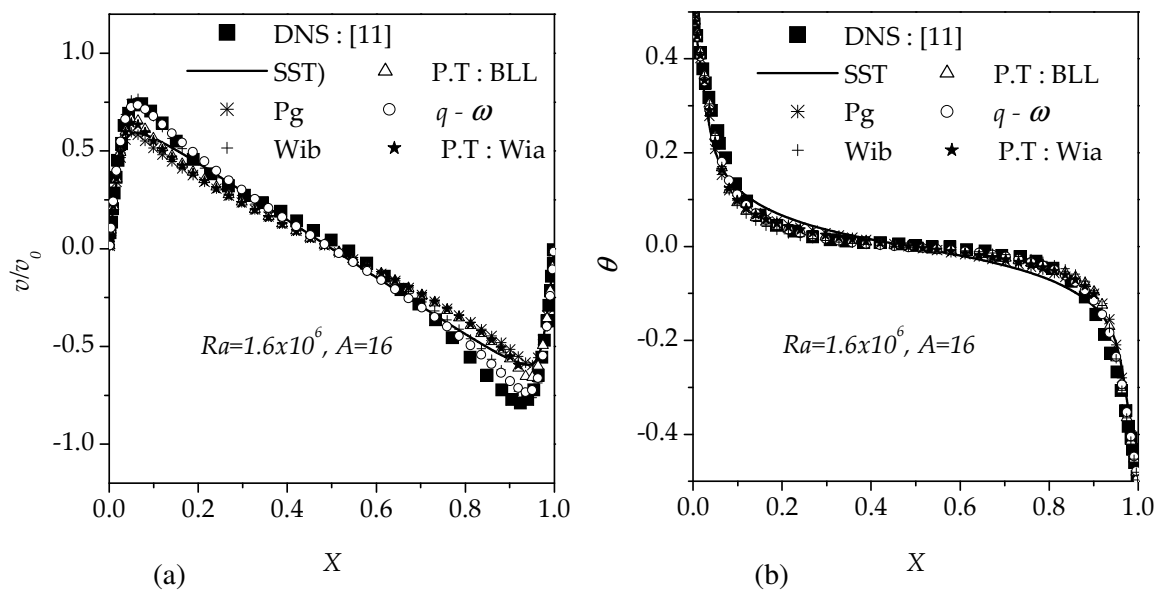 DNS : [11]
SST)
P.T : BLL
Pg
q - ω
Wib
P.T : Wia
1.0
0.5
0.0
-0.5
-1.0
v/v0
Ra=1.6x10^6, A=16
0.0 0.2 0.4 0.6 0.8 1.0
X
(a)
DNS : [11]
SST
P.T : BLL
Pg
q - ω
Wib
P.T : Wia
0.4
0.2
0.0
-0.2
-0.4
θ
Ra=1.6x10^6, A=16
0.0 0.2 0.4 0.6 0.8 1.0
X
(b)